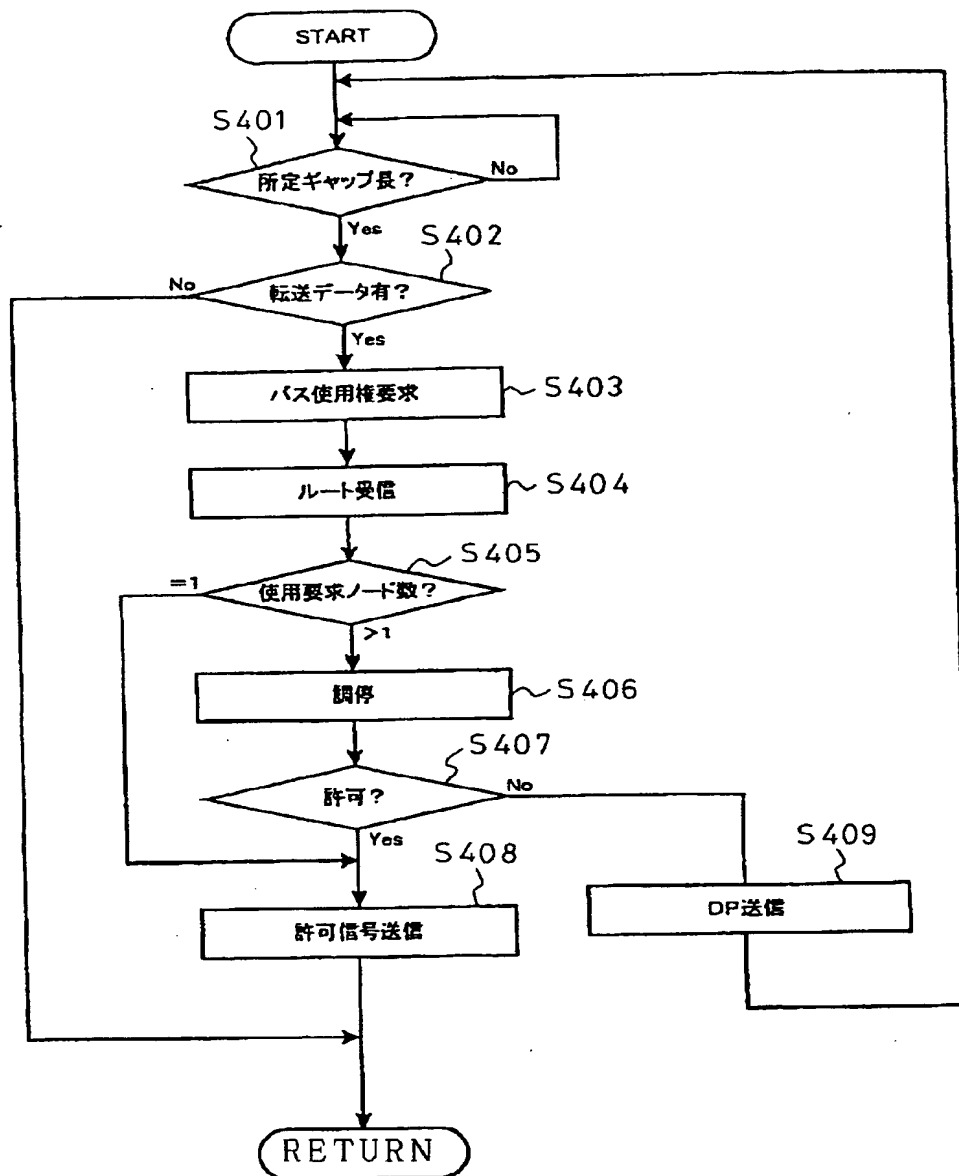 START
S401
所定ギャップ長?
No
Yes
S402
No
転送データ有?
Yes
バス使用権要求
S403
ルート受信
S404
S405
=1
使用要求ノード数?
>1
調停
S406
S407
許可?
No
Yes
S408
S409
許可信号送信
DP送信
RETURN